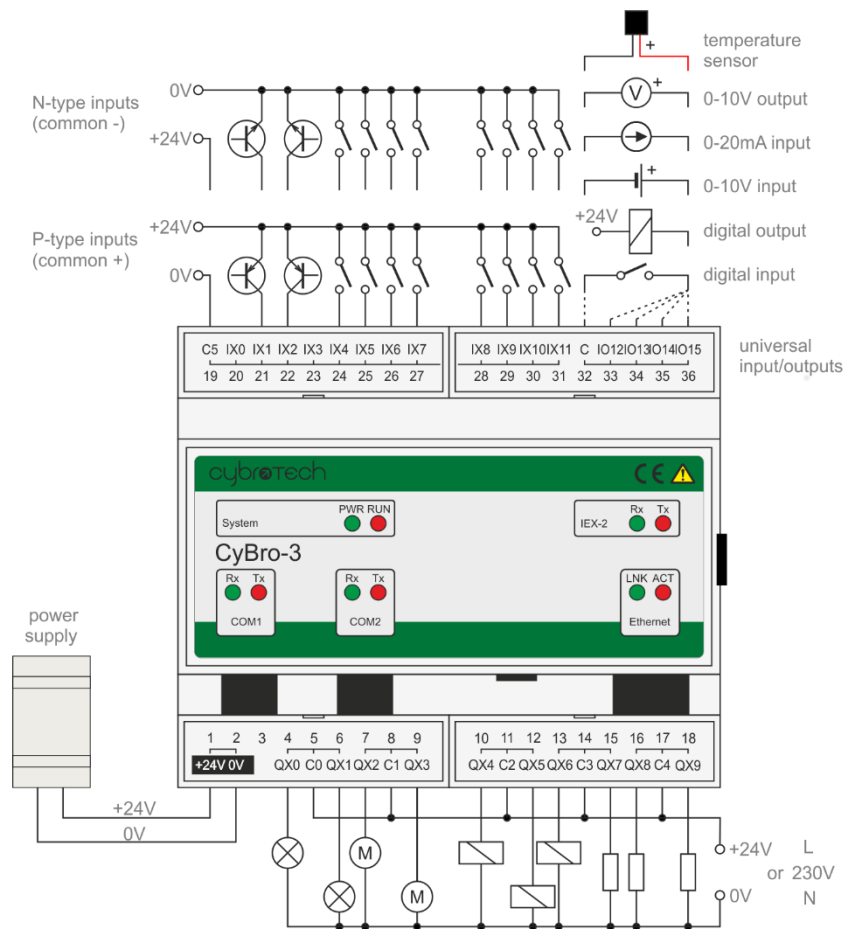 temperature
sensor
+
N-type inputs
(common -)
0V
+24V
V
+
0-10V output
0-20mA input
+
0-10V input
P-type inputs
(common +)
+24V
0V
+24V
digital output
digital input
C5 IX0 IX1 IX2 IX3 IX4 IX5 IX6 IX7
19 20 21 22 23 24 25 26 27
IX8 IX9 IX10 IX11 C IO12 IO13 IO14 IO15
28 29 30 31 32 33 34 35 36
universal
input/outputs
cybrotech
CE
System
PWR RUN
IEX-2
Rx Tx
CyBro-3
Rx Tx
COM1
Rx Tx
COM2
LNK ACT
Ethernet
power
supply
1 2 3 4 5 6 7 8 9
+24V 0V QX0 C0 QX1 QX2 C1 QX3
10 11 12 13 14 15 16 17 18
QX4 C2 QX5 QX6 C3 QX7 QX8 C4 QX9
+24V
0V
M
M
+24V L
or 230V
0V N